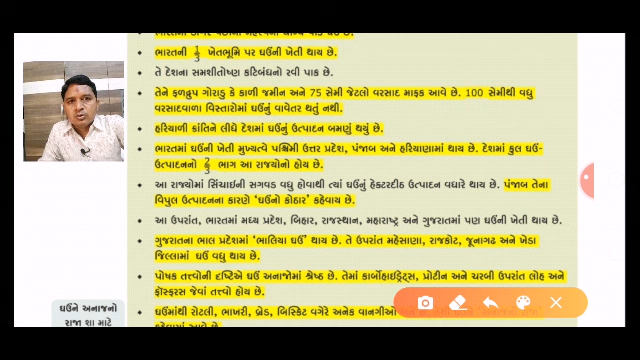 ભારતની 1/3 ખેતભૂમિ પર ઘઉંની ખેતી થાય છે.
તે દેશના સમશીતોષ્ણ કટિબંધનો રવી પાક છે.
તેને ફળદ્રુપ ગોરાડુ કે કાળી જમીન અને 75 સેમી જેટલો વરસાદ માફક આવે છે. 100 સેમીથી વધુ
વરસાદવાળા વિસ્તારોમાં ઘઉંનું વાવેતર થતું નથી.
હરિયાળી ક્રાંતિને લીધે દેશમાં ઘઉંનું ઉત્પાદન બમણું થયું છે.
ભારતમાં ઘઉંની ખેતી મુખ્યત્વે પશ્ચિમી ઉત્તર પ્રદેશ, પંજાબ અને હરિયાણામાં થાય છે. દેશમાં કુલ ઘઉં-
ઉત્પાદનનો 2/3 ભાગ આ રાજ્યોનો હોય છે.
આ રાજ્યોમાં સિંચાઈની સગવડ વધુ હોવાથી ત્યાં ઘઉંનું હેક્ટરદીઠ ઉત્પાદન વધારે થાય છે. પંજાબ તેના
વિપુલ ઉત્પાદનના કારણે ‘ઘઉંનો કોઠાર’ કહેવાય છે.
આ ઉપરાંત, ભારતમાં મધ્ય પ્રદેશ, બિહાર, રાજસ્થાન, મહારાષ્ટ્ર અને ગુજરાતમાં પણ ઘઉંની ખેતી થાય છે.
ગુજરાતના ભાલ પ્રદેશમાં ‘ભાલિયા ઘઉં’ થાય છે. તે ઉપરાંત મહેસાણા, રાજકોટ, જૂનાગઢ અને ખેડા
જિલ્લામાં ઘઉં વધુ થાય છે.
પોષક તત્ત્વોની દૃષ્ટિએ ઘઉં અનાજોમાં શ્રેષ્ઠ છે. તેમાં કાર્બોહાઈડ્રેટ્સ, પ્રોટીન અને ચરબી ઉપરાંત લોહ અને
ફૉસ્ફરસ જેવાં તત્ત્વો હોય છે.
ઘઉંમાંથી રોટલી, ભાખરી, બ્રેડ, બિસ્કિટ વગેરે અનેક વાનગીઓ
ઘઉંને અનાજનો
રાજા શા માટે